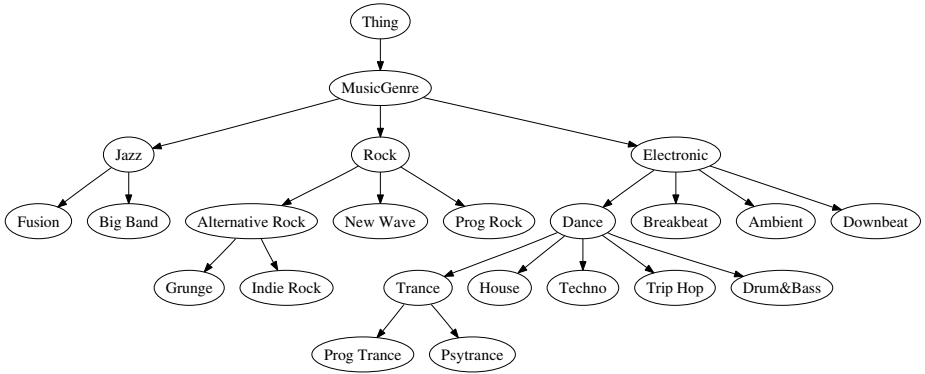 Thing
MusicGenre
Jazz
Rock
Electronic
Fusion
Big Band
Alternative Rock
New Wave
Prog Rock
Dance
Breakbeat
Ambient
Downbeat
Grunge
Indie Rock
Trance
House
Techno
Trip Hop
Drum&Bass
Prog Trance
Psytrance